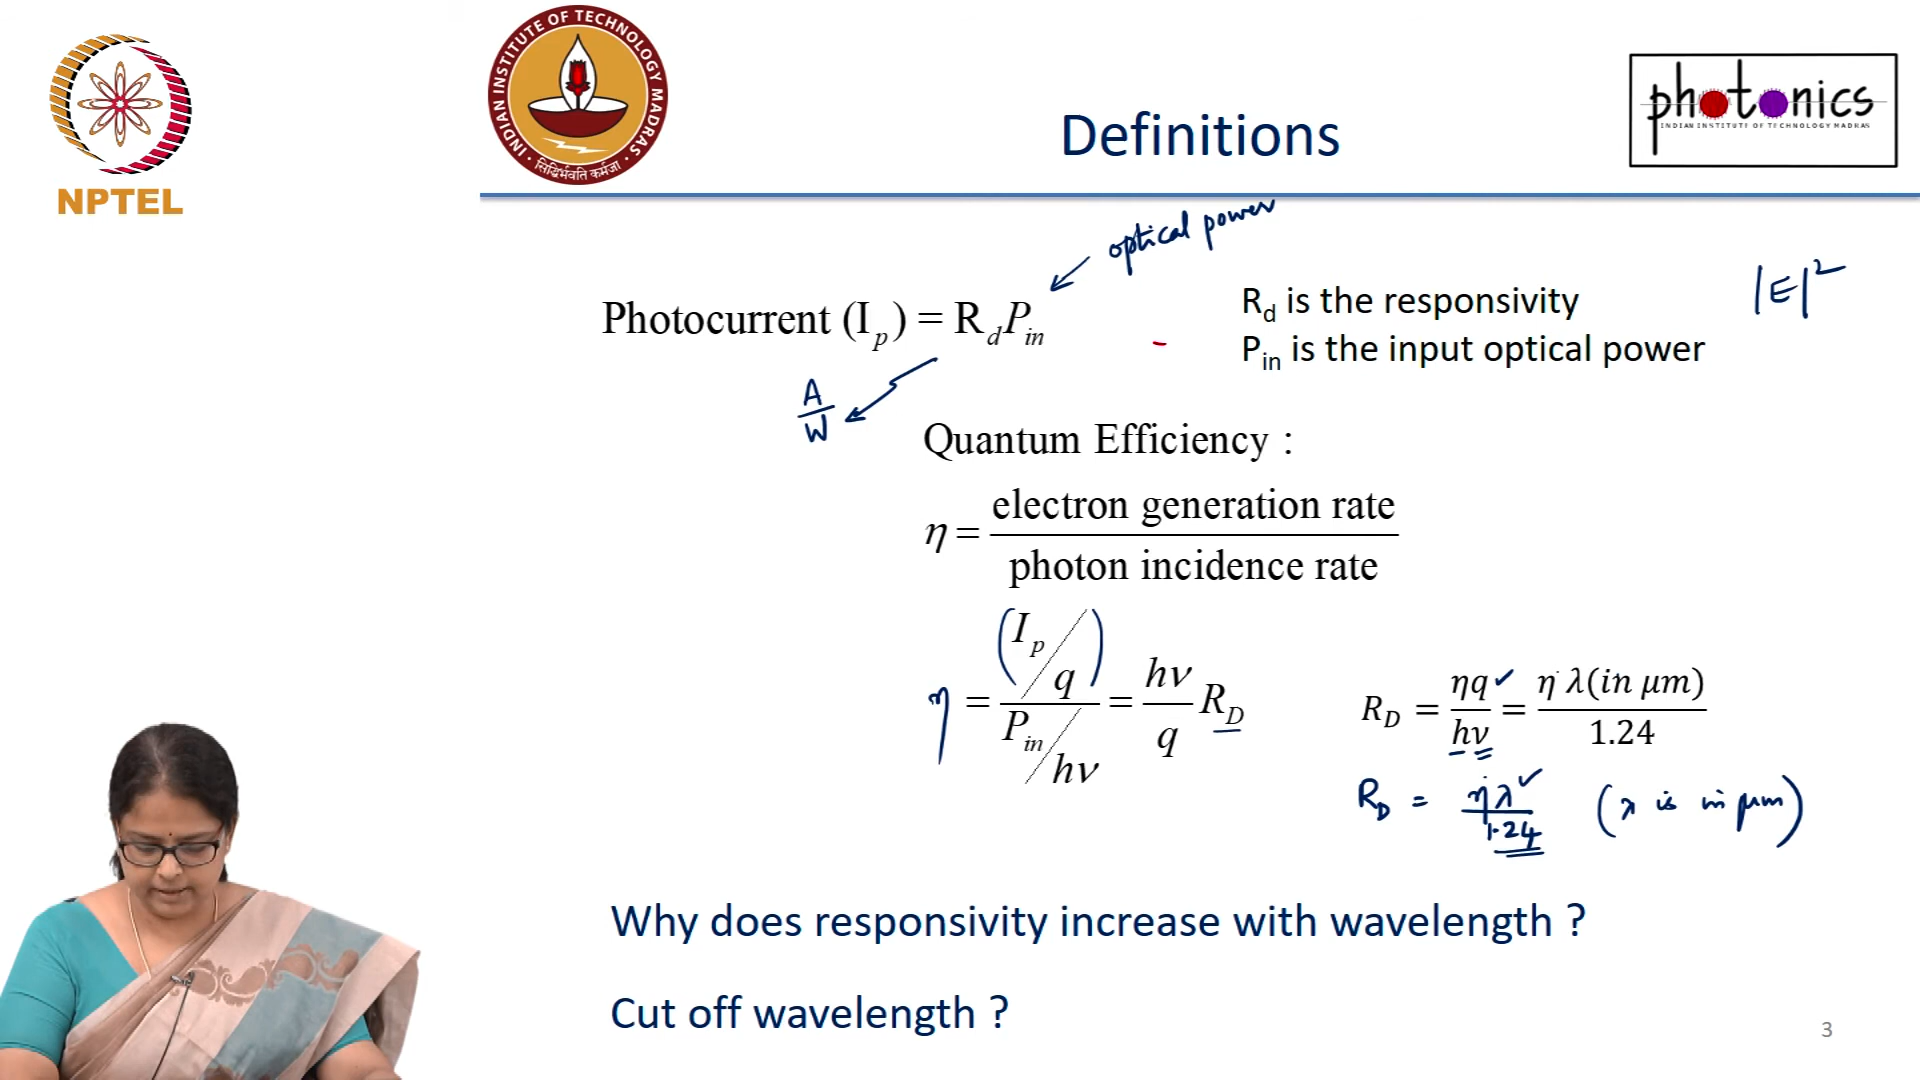 NPTEL
INDIAN INSTITUTE OF TECHNOLOGY MADRAS
सिद्धिर्भवति कर्मजा
Definitions
photonics
INDIAN INSTITUTE OF TECHNOLOGY MADRAS
optical power
Photocurrent (I_p) = R_d P_in
R_d is the responsivity
P_in is the input optical power
|E|²
A/W
Quantum Efficiency :
η = electron generation rate / photon incidence rate
η = (I_p/q) / (P_in/hν) = hν/q R_D
R_D = ηq/hν = η λ(in μm)/1.24
R_D = ηλ/1.24 (λ is in μm)
Why does responsivity increase with wavelength ?
Cut off wavelength ?
3